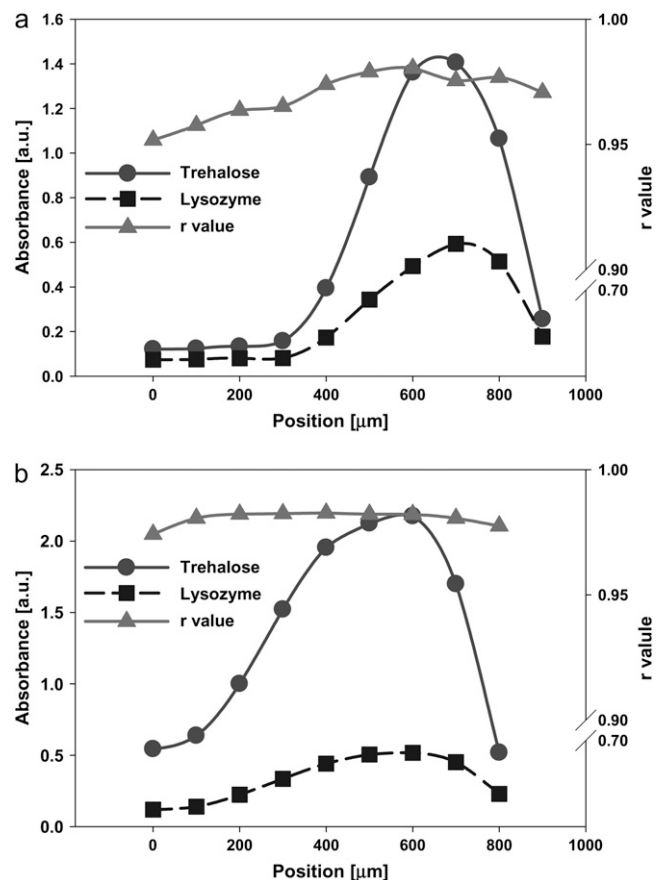 a
1.6
1.4
1.2
1.0
0.8
0.6
0.4
0.2
0.0
Absorbance [a.u.]
Trehalose
Lysozyme
r value
1.00
0.95
0.90
0.70
r valule
0
200
400
600
800
1000
Position [μm]
b
2.5
2.0
1.5
1.0
0.5
0.0
Absorbance [a.u.]
Trehalose
Lysozyme
r value
1.00
0.95
0.90
0.70
r valule
0
200
400
600
800
1000
Position [μm]